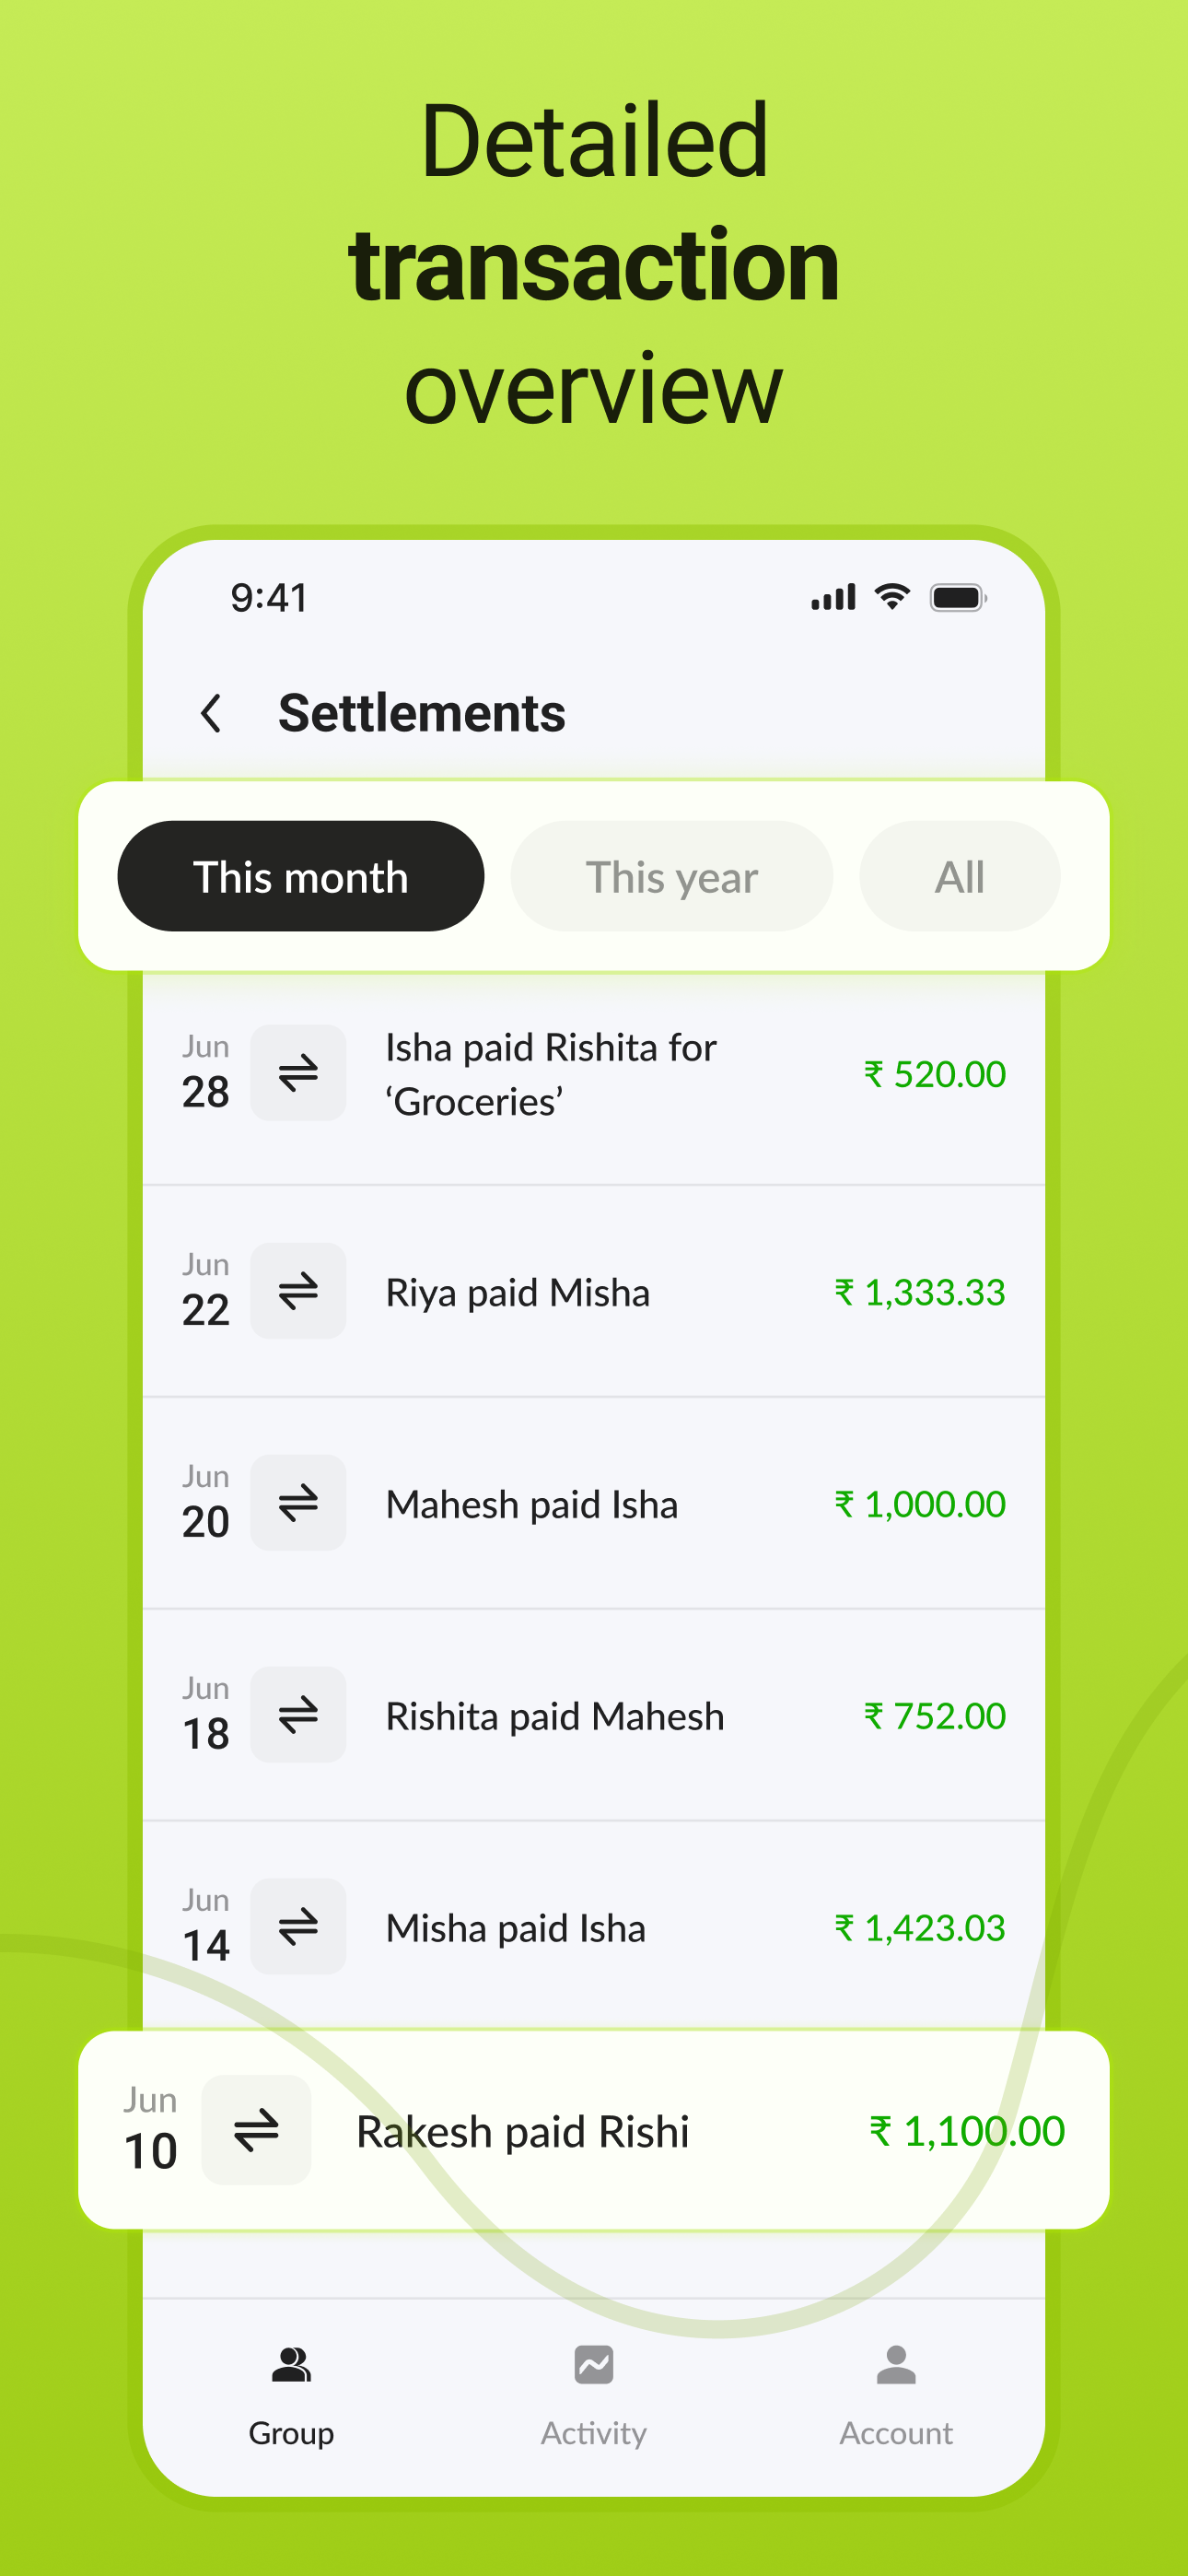 Detailed
transaction
overview
9:41
Settlements
This month
This year
All
Jun
28
Isha paid Rishita for
‘Groceries’
₹ 520.00
Jun
22
Riya paid Misha
₹ 1,333.33
Jun
20
Mahesh paid Isha
₹ 1,000.00
Jun
18
Rishita paid Mahesh
₹ 752.00
Jun
14
Misha paid Isha
₹ 1,423.03
Jun
10
Rakesh paid Rishi
₹ 1,100.00
Group
Activity
Account